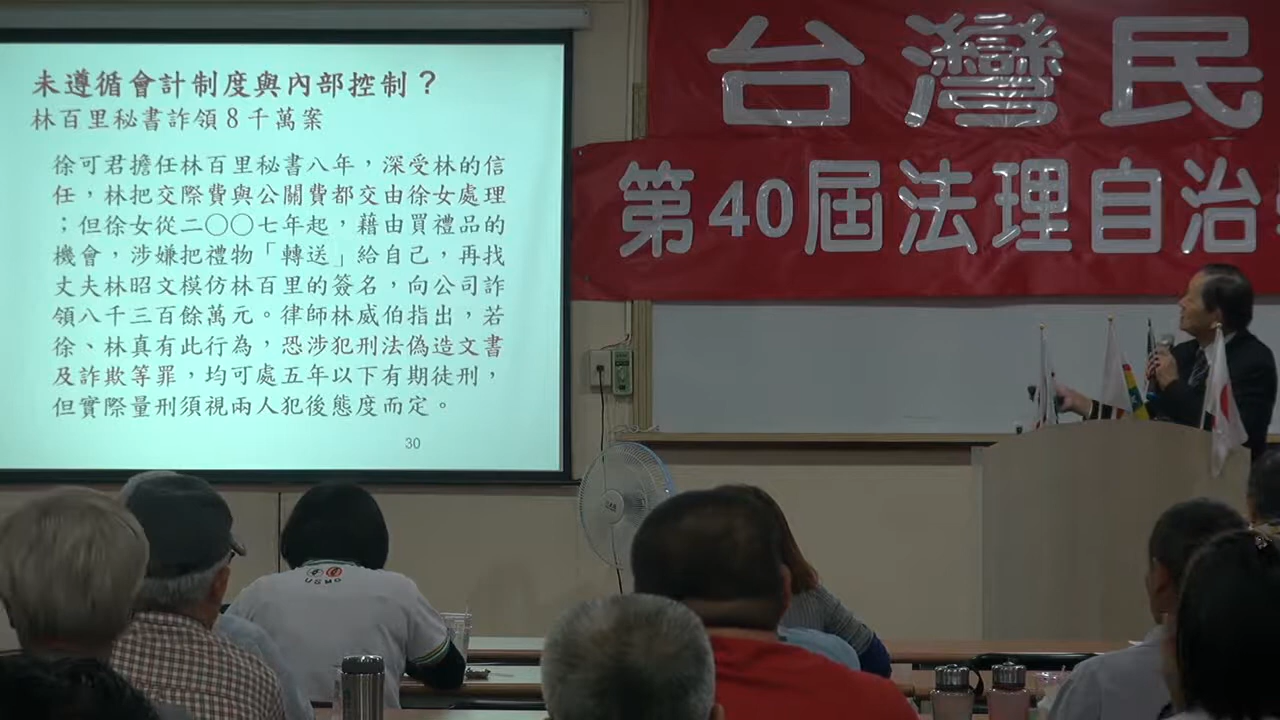 未遵循會計制度與內部控制？
林百里秘書詐領8千萬案
徐可君擔任林百里秘書八年，深受林的信
任，林把交際費與公關費都交由徐女處理
；但徐女從二〇〇七年起，藉由買禮品的
機會，涉嫌把禮物「轉送」給自己，再找
丈夫林昭文模仿林百里的簽名，向公司詐
領八千三百餘萬元。律師林威伯指出，若
徐、林真有此行為，恐涉犯刑法偽造文書
及詐欺等罪，均可處五年以下有期徒刑，
但實際量刑須視兩人犯後態度而定。
30
台灣民
第40屆法理自治
USMG